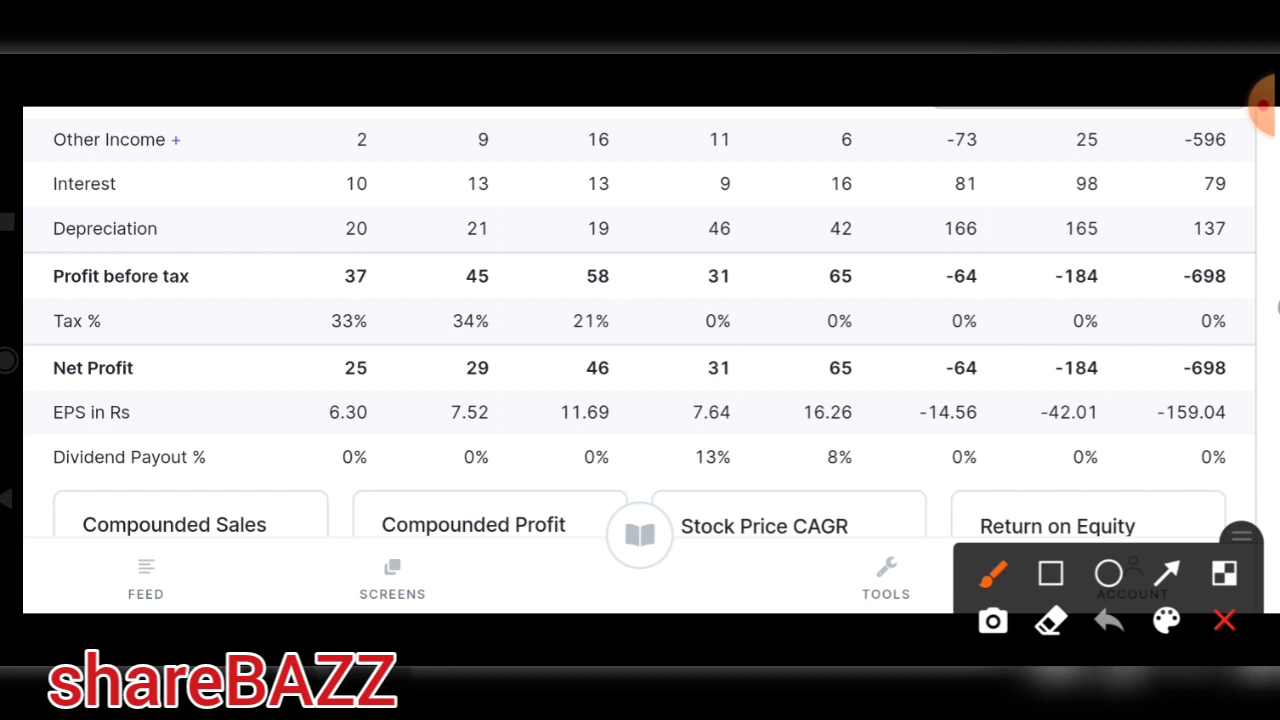 Other Income + 2 9 16 11 6 -73 25 -596
Interest 10 13 13 9 16 81 98 79
Depreciation 20 21 19 46 42 166 165 137
Profit before tax 37 45 58 31 65 -64 -184 -698
Tax % 33% 34% 21% 0% 0% 0% 0% 0%
Net Profit 25 29 46 31 65 -64 -184 -698
EPS in Rs 6.30 7.52 11.69 7.64 16.26 -14.56 -42.01 -159.04
Dividend Payout % 0% 0% 0% 13% 8% 0% 0% 0%
Compounded Sales Compounded Profit Stock Price CAGR Return on Equity
FEED SCREENS TOOLS ACCOUNT
shareBAZZ